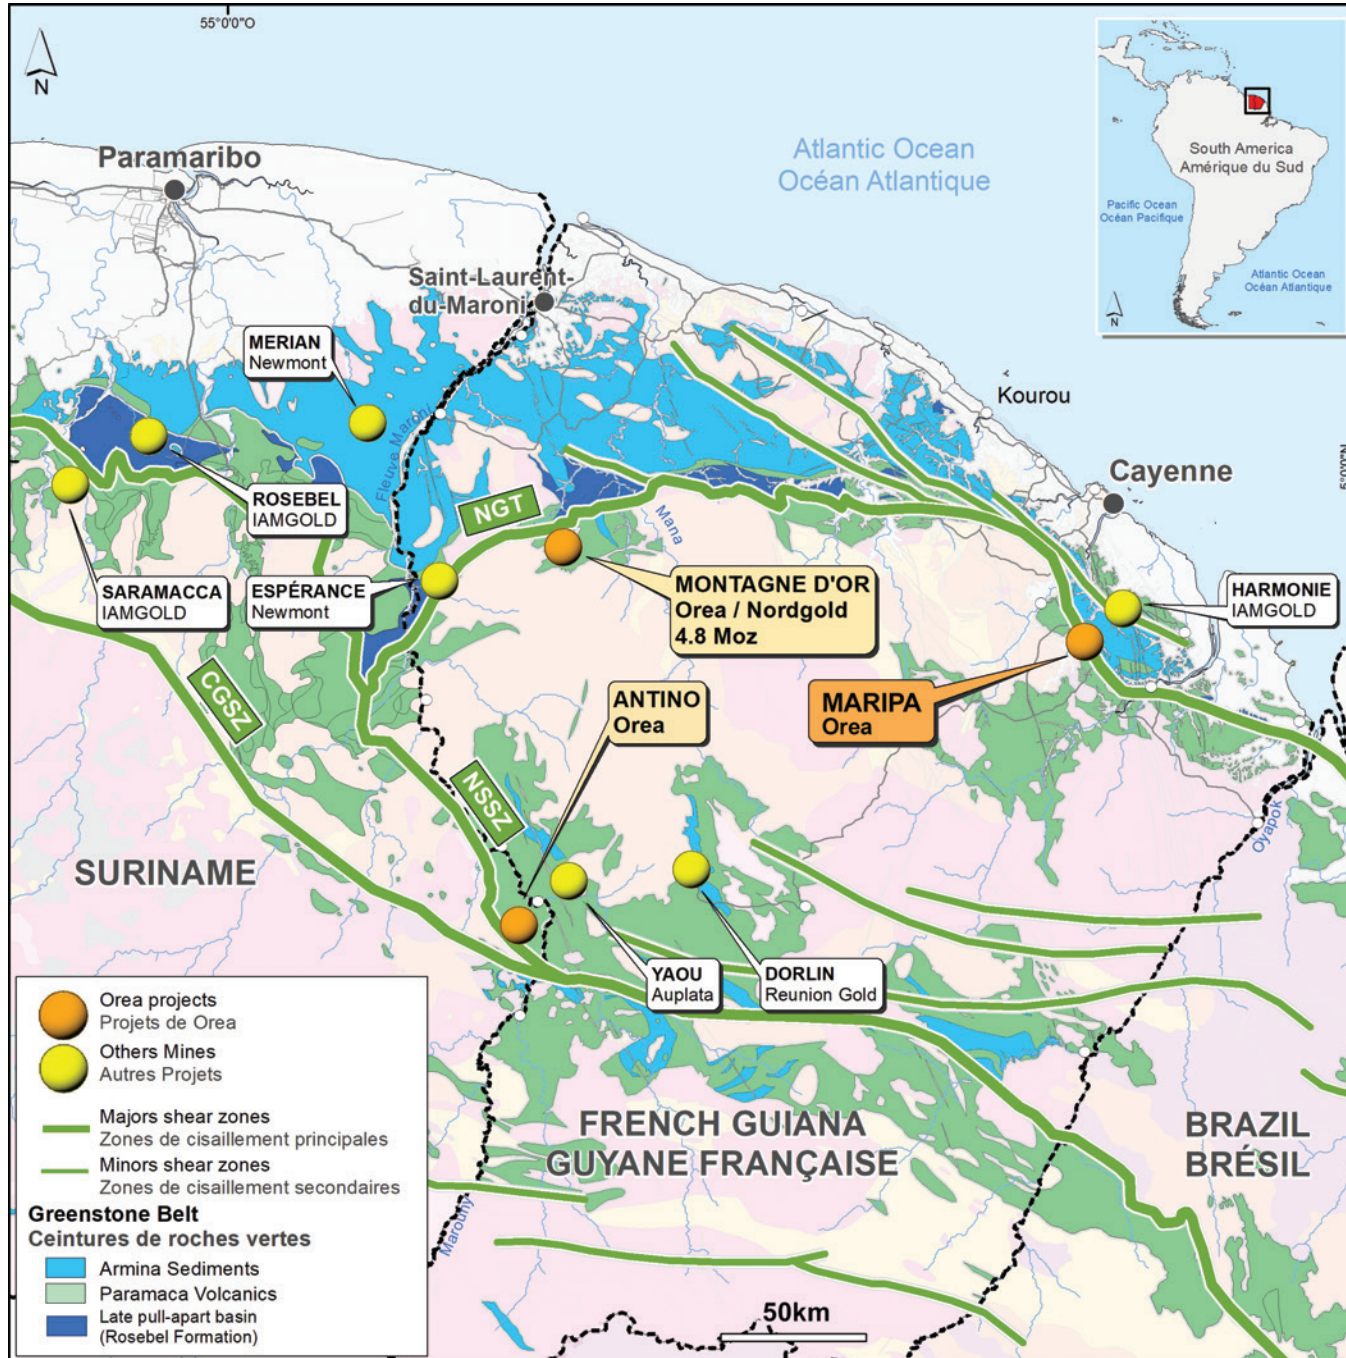 55°0'0"O
N
Paramaribo
Atlantic Ocean
Océan Atlantique
South America
Amérique du Sud
Pacific Ocean
Océan Pacifique
Atlantic Ocean
Océan Atlantique
N
Saint-Laurent-
du-Maroni
MERIAN
Newmont
Kourou
Fleuve Maroni
Cayenne
5°0'0"N
ROSEBEL
IAMGOLD
NGT
Mana
SARAMACCA
IAMGOLD
ESPÉRANCE
Newmont
MONTAGNE D'OR
Orea / Nordgold
4.8 Moz
HARMONIE
IAMGOLD
CGSZ
ANTINO
Orea
MARIPA
Orea
NSSZ
Oyapok
SURINAME
YAOU
Auplata
DORLIN
Reunion Gold
Orea projects
Projets de Orea
Others Mines
Autres Projets
Majors shear zones
Zones de cisaillement principales
Minors shear zones
Zones de cisaillement secondaires
Greenstone Belt
Ceintures de roches vertes
Armina Sediments
Paramaca Volcanics
Late pull-apart basin
(Rosebel Formation)
FRENCH GUIANA
GUYANE FRANÇAISE
BRAZIL
BRÉSIL
Marouny
50km